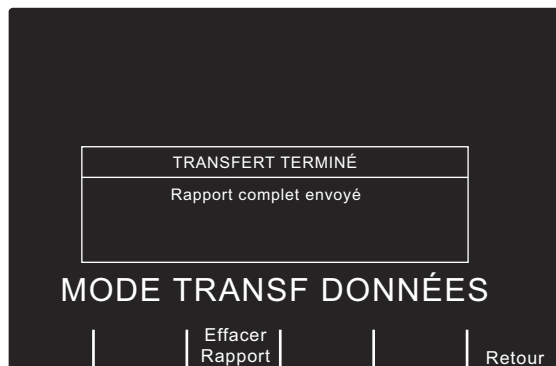 TRANSFERT TERMINÉ
Rapport complet envoyé
MODE TRANSF DONNÉES
Effacer
Rapport
Retour